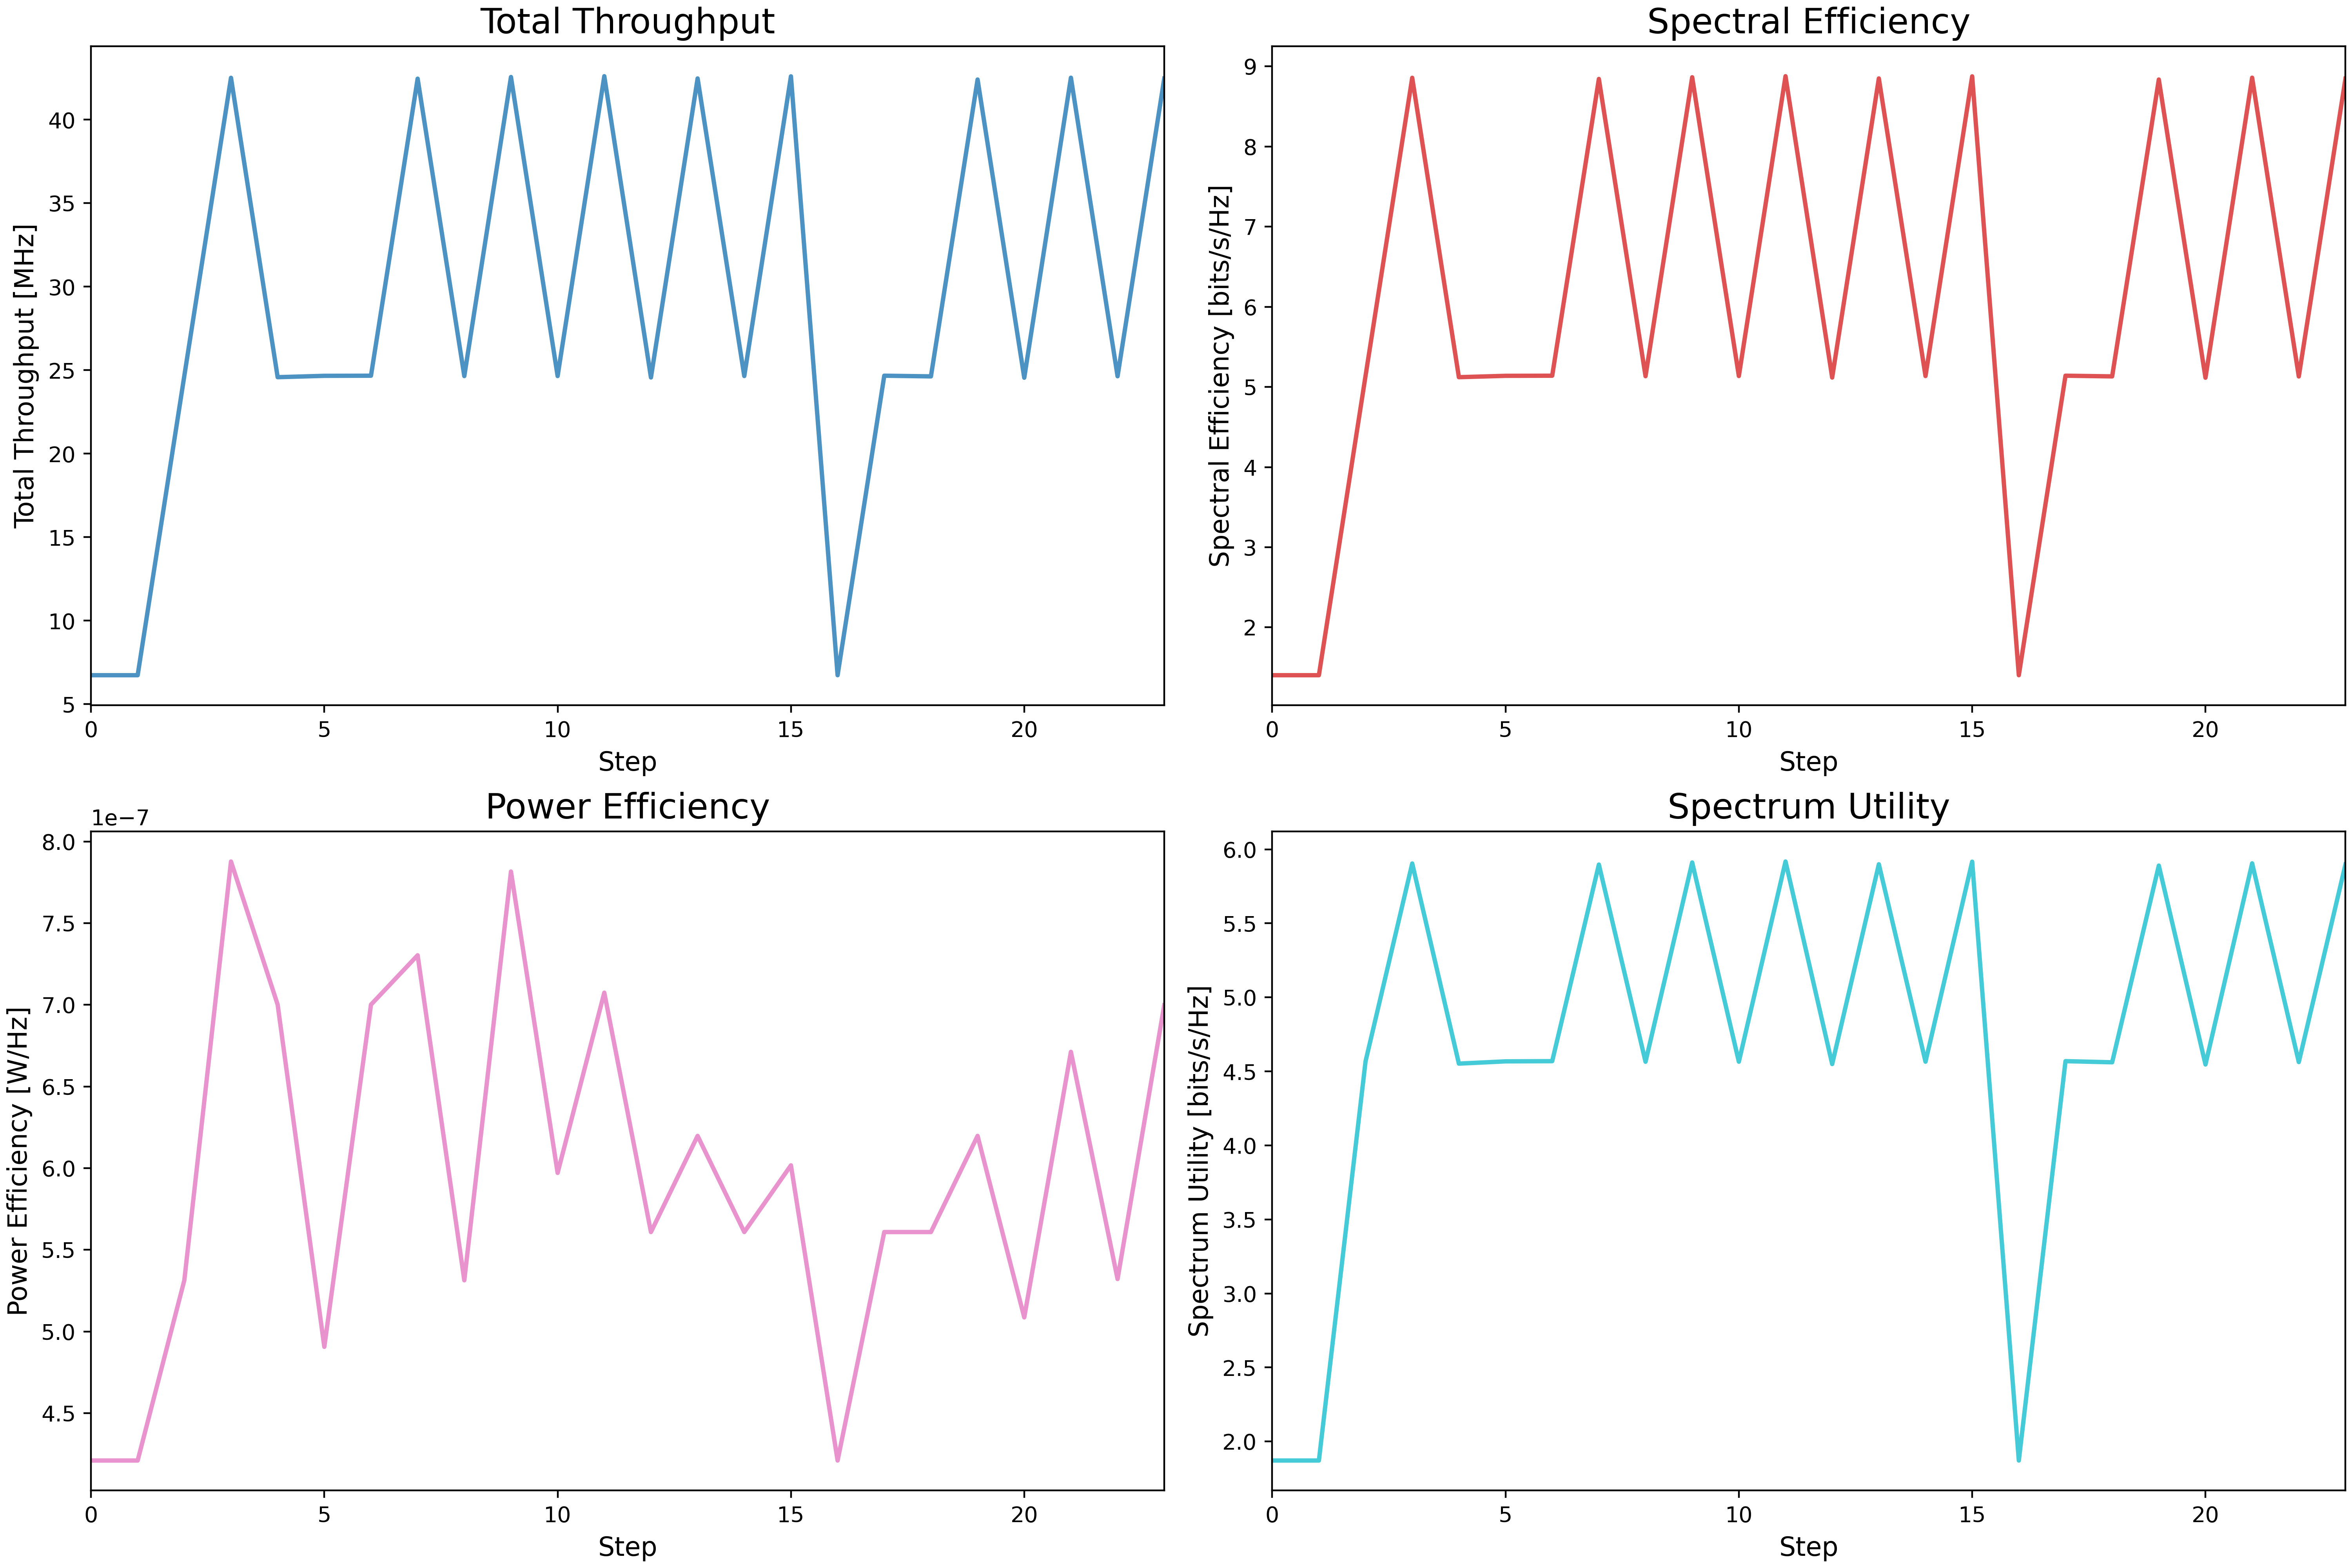 Total Throughput
Total Throughput [MHz]
40
35
30
25
20
15
10
5
0 5 10 15 20
Step
Spectral Efficiency
Spectral Efficiency [bits/s/Hz]
9
8
7
6
5
4
3
2
0 5 10 15 20
Step
Power Efficiency
1e−7
Power Efficiency [W/Hz]
8.0
7.5
7.0
6.5
6.0
5.5
5.0
4.5
0 5 10 15 20
Step
Spectrum Utility
Spectrum Utility [bits/s/Hz]
6.0
5.5
5.0
4.5
4.0
3.5
3.0
2.5
2.0
0 5 10 15 20
Step